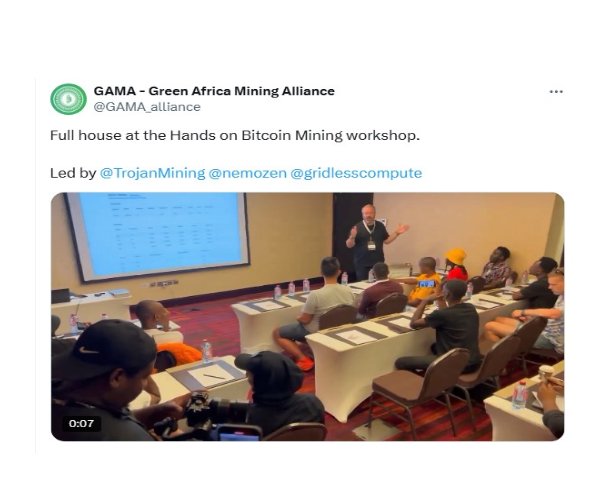 GAMA - Green Africa Mining Alliance
@GAMA_alliance
Full house at the Hands on Bitcoin Mining workshop.
Led by @TrojanMining @nemozen @gridlesscompute
0:07